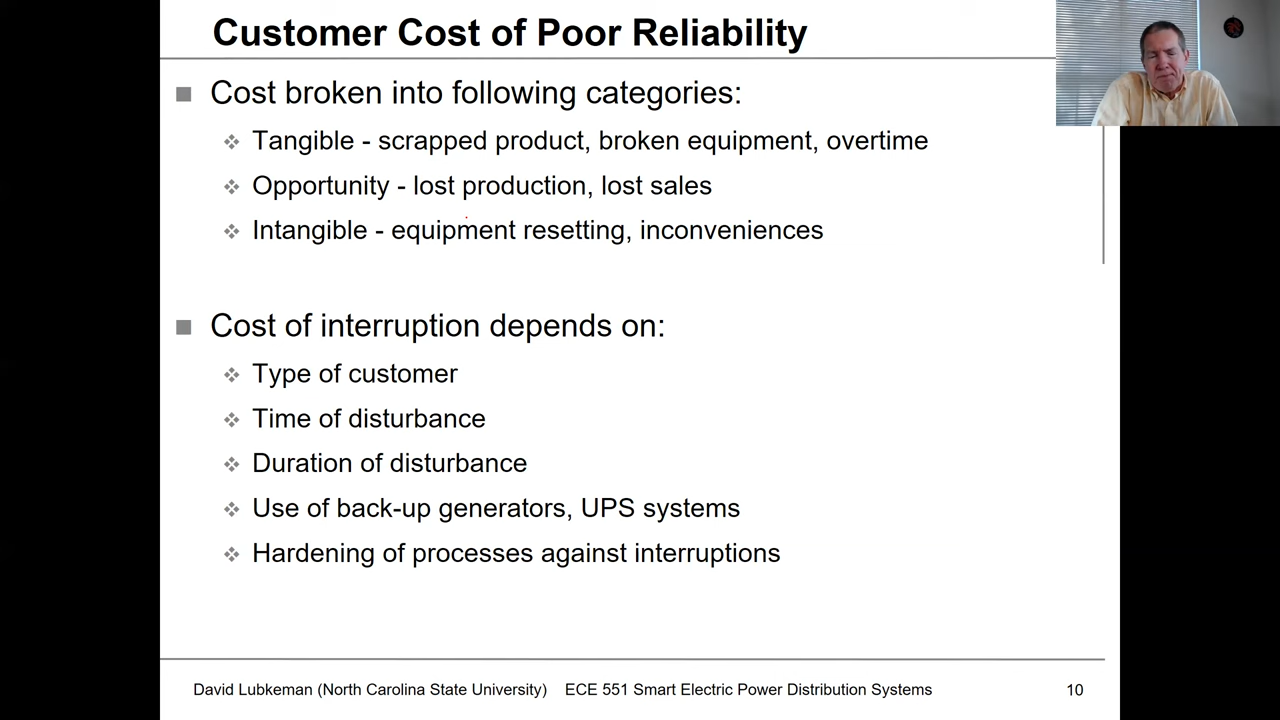 Customer Cost of Poor Reliability
Cost broken into following categories:
Tangible - scrapped product, broken equipment, overtime
Opportunity - lost production, lost sales
Intangible - equipment resetting, inconveniences
Cost of interruption depends on:
Type of customer
Time of disturbance
Duration of disturbance
Use of back-up generators, UPS systems
Hardening of processes against interruptions
David Lubkeman (North Carolina State University) ECE 551 Smart Electric Power Distribution Systems 10